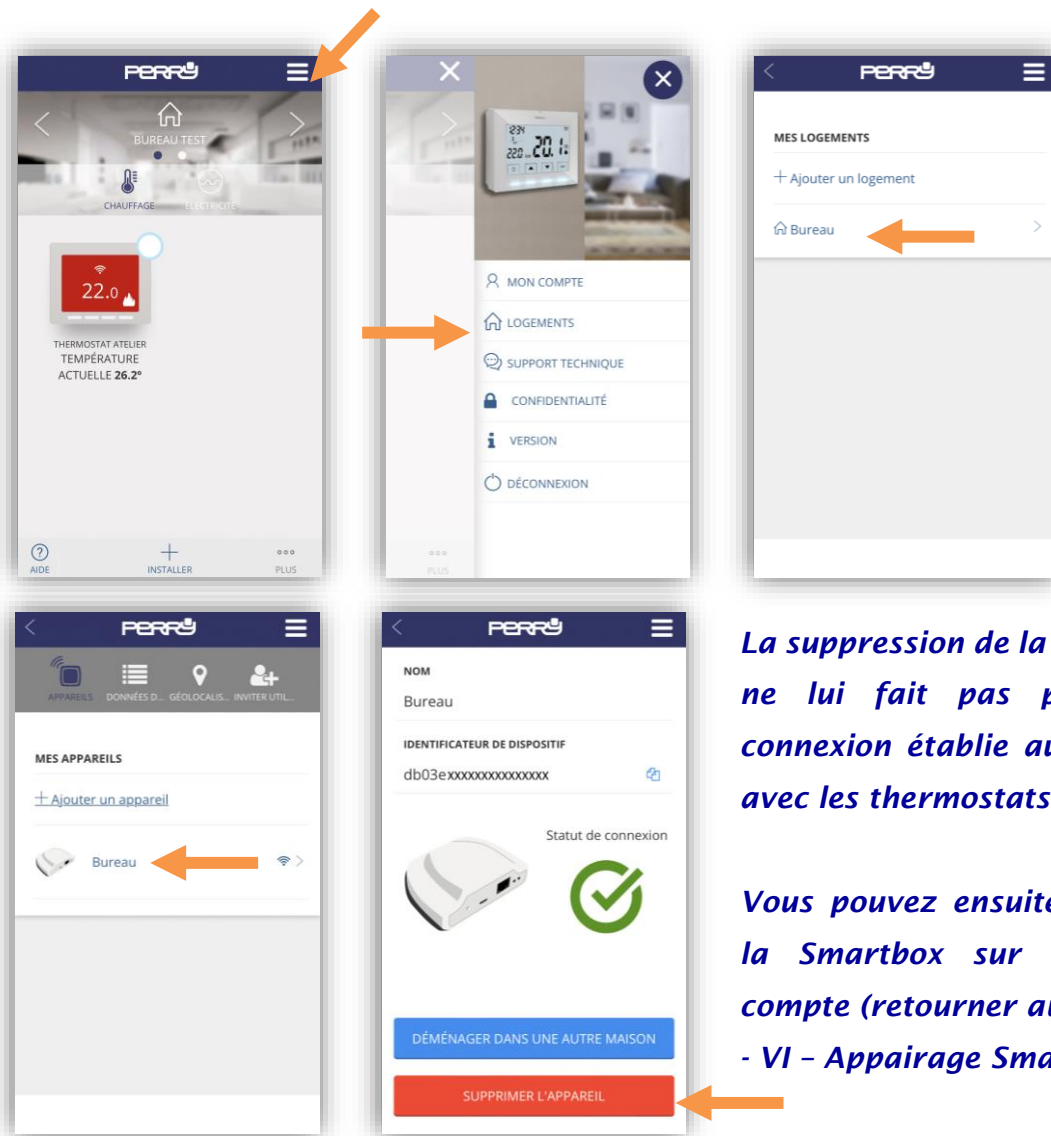 PERRY
BUREAU TEST
CHAUFFAGE
ÉLECTRICITÉ
22.0
THERMOSTAT ATELIER
TEMPÉRATURE
ACTUELLE 26.2°
AIDE
INSTALLER
PLUS
MON COMPTE
LOGEMENTS
SUPPORT TECHNIQUE
CONFIDENTIALITÉ
VERSION
DÉCONNEXION
PLUS
PERRY
MES LOGEMENTS
+ Ajouter un logement
Bureau
PERRY
APPAREILS
DONNÉES D...
GÉOLOCALIS...
INVITER UTIL...
MES APPAREILS
+ Ajouter un appareil
Bureau
PERRY
NOM
Bureau
IDENTIFICATEUR DE DISPOSITIF
db03exxxxxxxxxxxxxxx
Statut de connexion
DÉMÉNAGER DANS UNE AUTRE MAISON
SUPPRIMER L'APPAREIL
La suppression de la
ne lui fait pas
connexion établie
avec les thermostats
Vous pouvez ensuite
la Smartbox sur
compte (retourner
- VI – Appairage